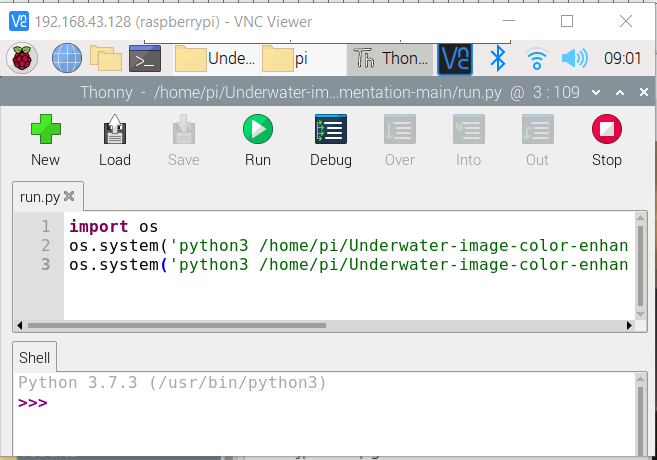 192.168.43.128 (raspberrypi) - VNC Viewer
Unde... pi Thon... 09:01
Thonny - /home/pi/Underwater-im...mentation-main/run.py @ 3 : 109
New Load Save Run Debug Over Into Out Stop
run.py
1 import os
2 os.system('python3 /home/pi/Underwater-image-color-enhan
3 os.system('python3 /home/pi/Underwater-image-color-enhan
Shell
Python 3.7.3 (/usr/bin/python3)
>>>